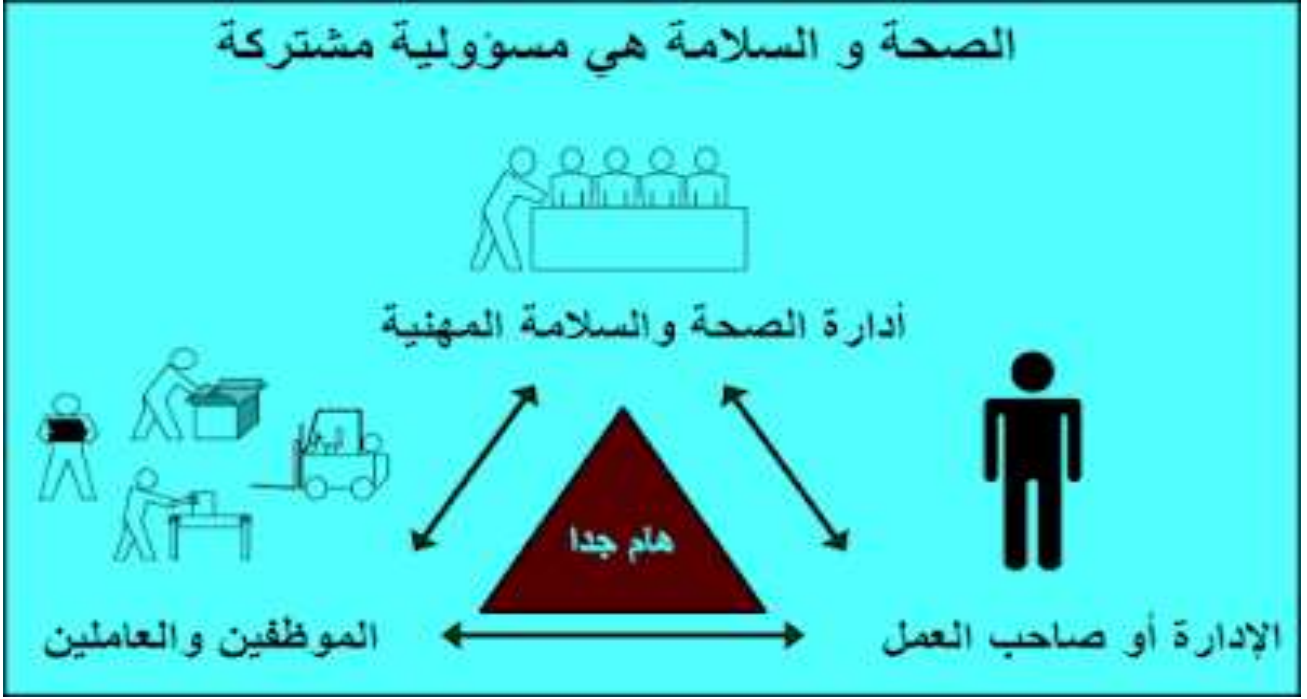 الصحة و السلامة هي مسؤولية مشتركة
أدارة الصحة والسلامة المهنية
هام جدا
الإدارة أو صاحب العمل
الموظفين والعاملين